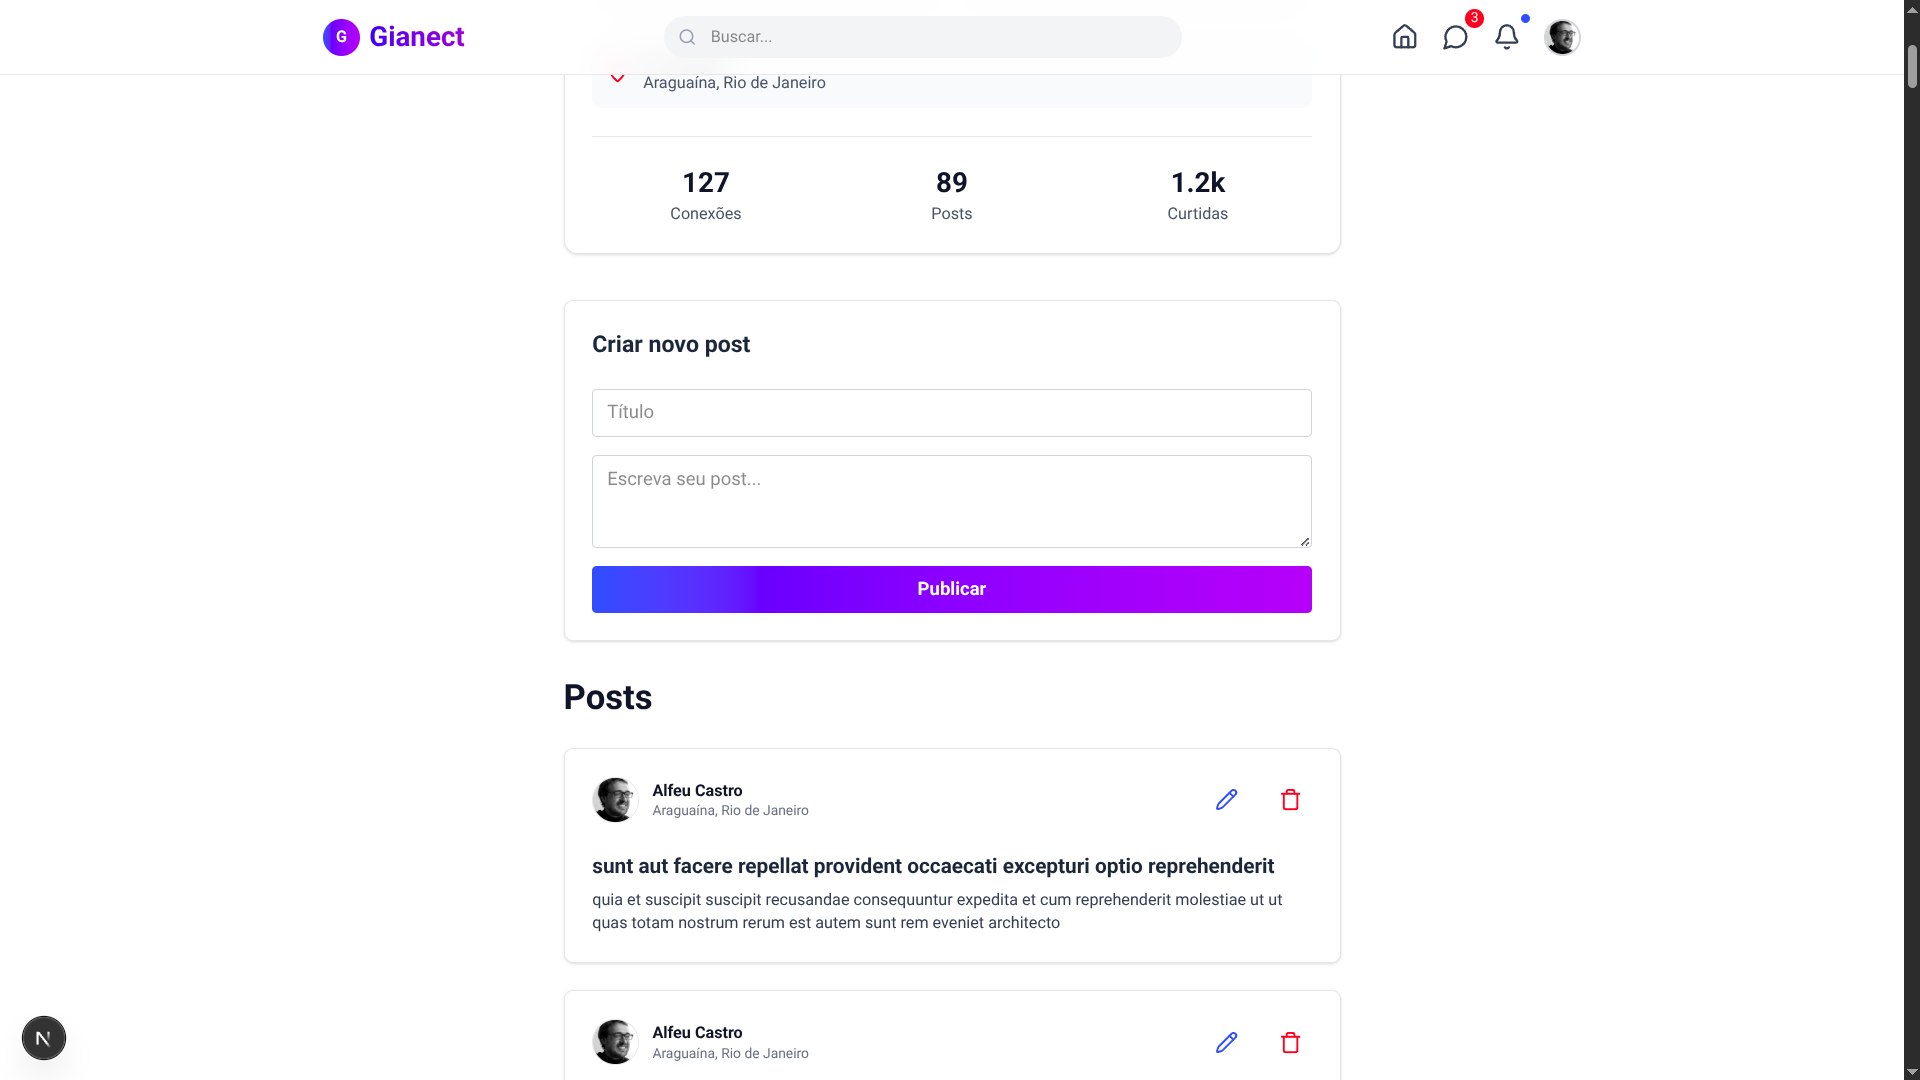 G Gianect
Buscar...
3
Araguaína, Rio de Janeiro
127
Conexões
89
Posts
1.2k
Curtidas
Criar novo post
Título
Escreva seu post...
Publicar
Posts
Alfeu Castro
Araguaína, Rio de Janeiro
sunt aut facere repellat provident occaecati excepturi optio reprehenderit
quia et suscipit suscipit recusandae consequuntur expedita et cum reprehenderit molestiae ut ut
quas totam nostrum rerum est autem sunt rem eveniet architecto
Alfeu Castro
Araguaína, Rio de Janeiro
N